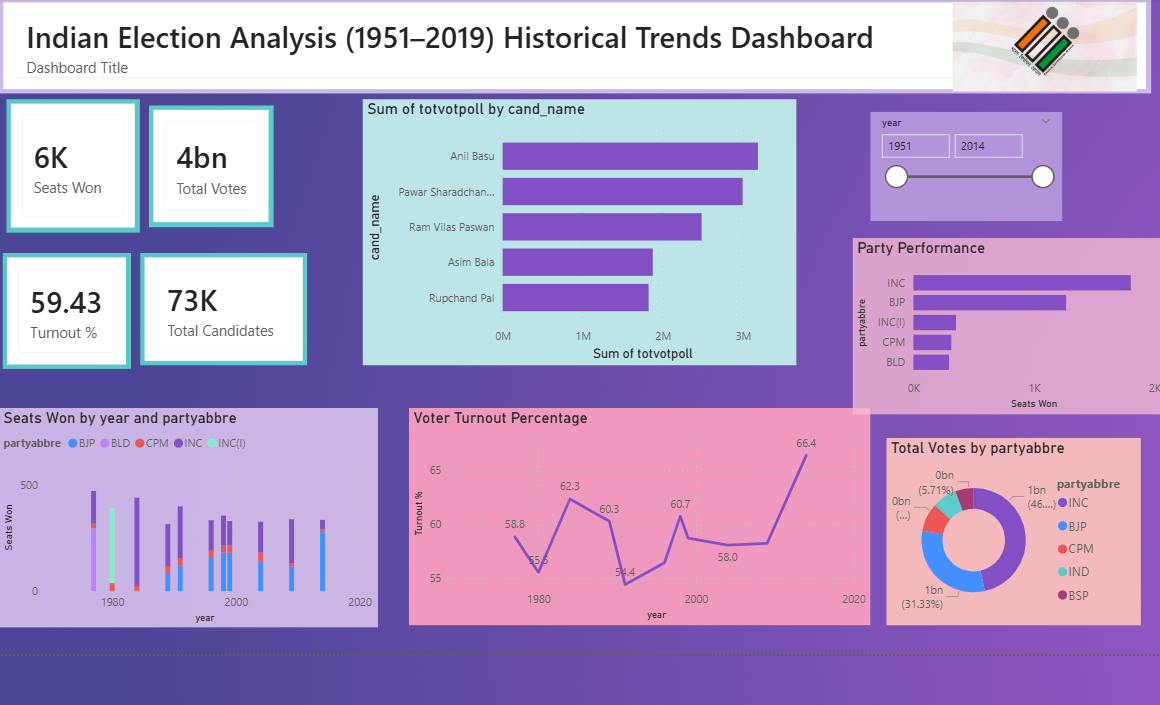 Indian Election Analysis (1951–2019) Historical Trends Dashboard
Dashboard Title
6K
Seats Won
4bn
Total Votes
59.43
Turnout %
73K
Total Candidates
Sum of totvotpoll by cand_name
cand_name
Anil Basu
Pawar Sharadchan...
Ram Vilas Paswan
Asim Bala
Rupchand Pal
0M 1M 2M 3M
Sum of totvotpoll
year
1951 2014
Party Performance
partyabbre
INC
BJP
INC(I)
CPM
BLD
0K 1K 2K
Seats Won
Seats Won by year and partyabbre
partyabbre BJP BLD CPM INC INC(I)
Seats Won
500
0
1980 2000 2020
year
Voter Turnout Percentage
Turnout %
65
60
55
58.8
55.5
62.3
60.3
54.4
60.7
58.0
66.4
1980 2000 2020
year
Total Votes by partyabbre
0bn
(5.71%)
0bn
(...)
1bn
(46....)
1bn
(31.33%)
partyabbre
INC
BJP
CPM
IND
BSP